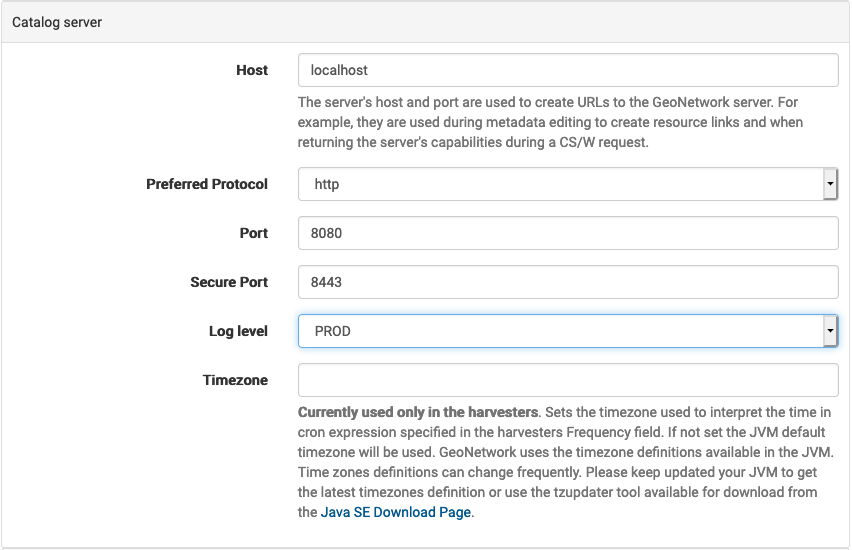 Catalog server
Host
localhost
The server's host and port are used to create URLs to the GeoNetwork server. For
example, they are used during metadata editing to create resource links and when
returning the server's capabilities during a CS/W request.
Preferred Protocol
http
Port
8080
Secure Port
8443
Log level
PROD
Timezone
Currently used only in the harvesters. Sets the timezone used to interpret the time in
cron expression specified in the harvesters Frequency field. If not set the JVM default
timezone will be used. GeoNetwork uses the timezone definitions available in the JVM.
Time zones definitions can change frequently. Please keep updated your JVM to get
the latest timezones definition or use the tzupdater tool available for download from
the Java SE Download Page.